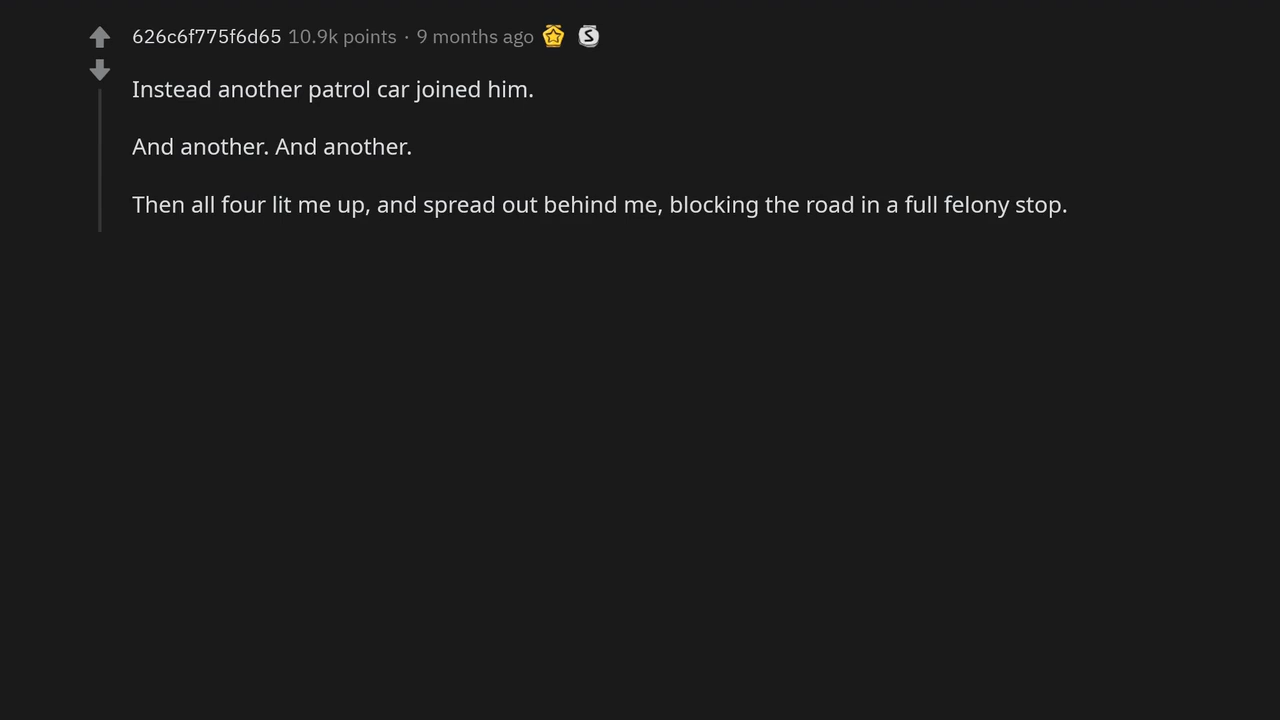 626c6f775f6d65 10.9k points · 9 months ago
Instead another patrol car joined him.
And another. And another.
Then all four lit me up, and spread out behind me, blocking the road in a full felony stop.